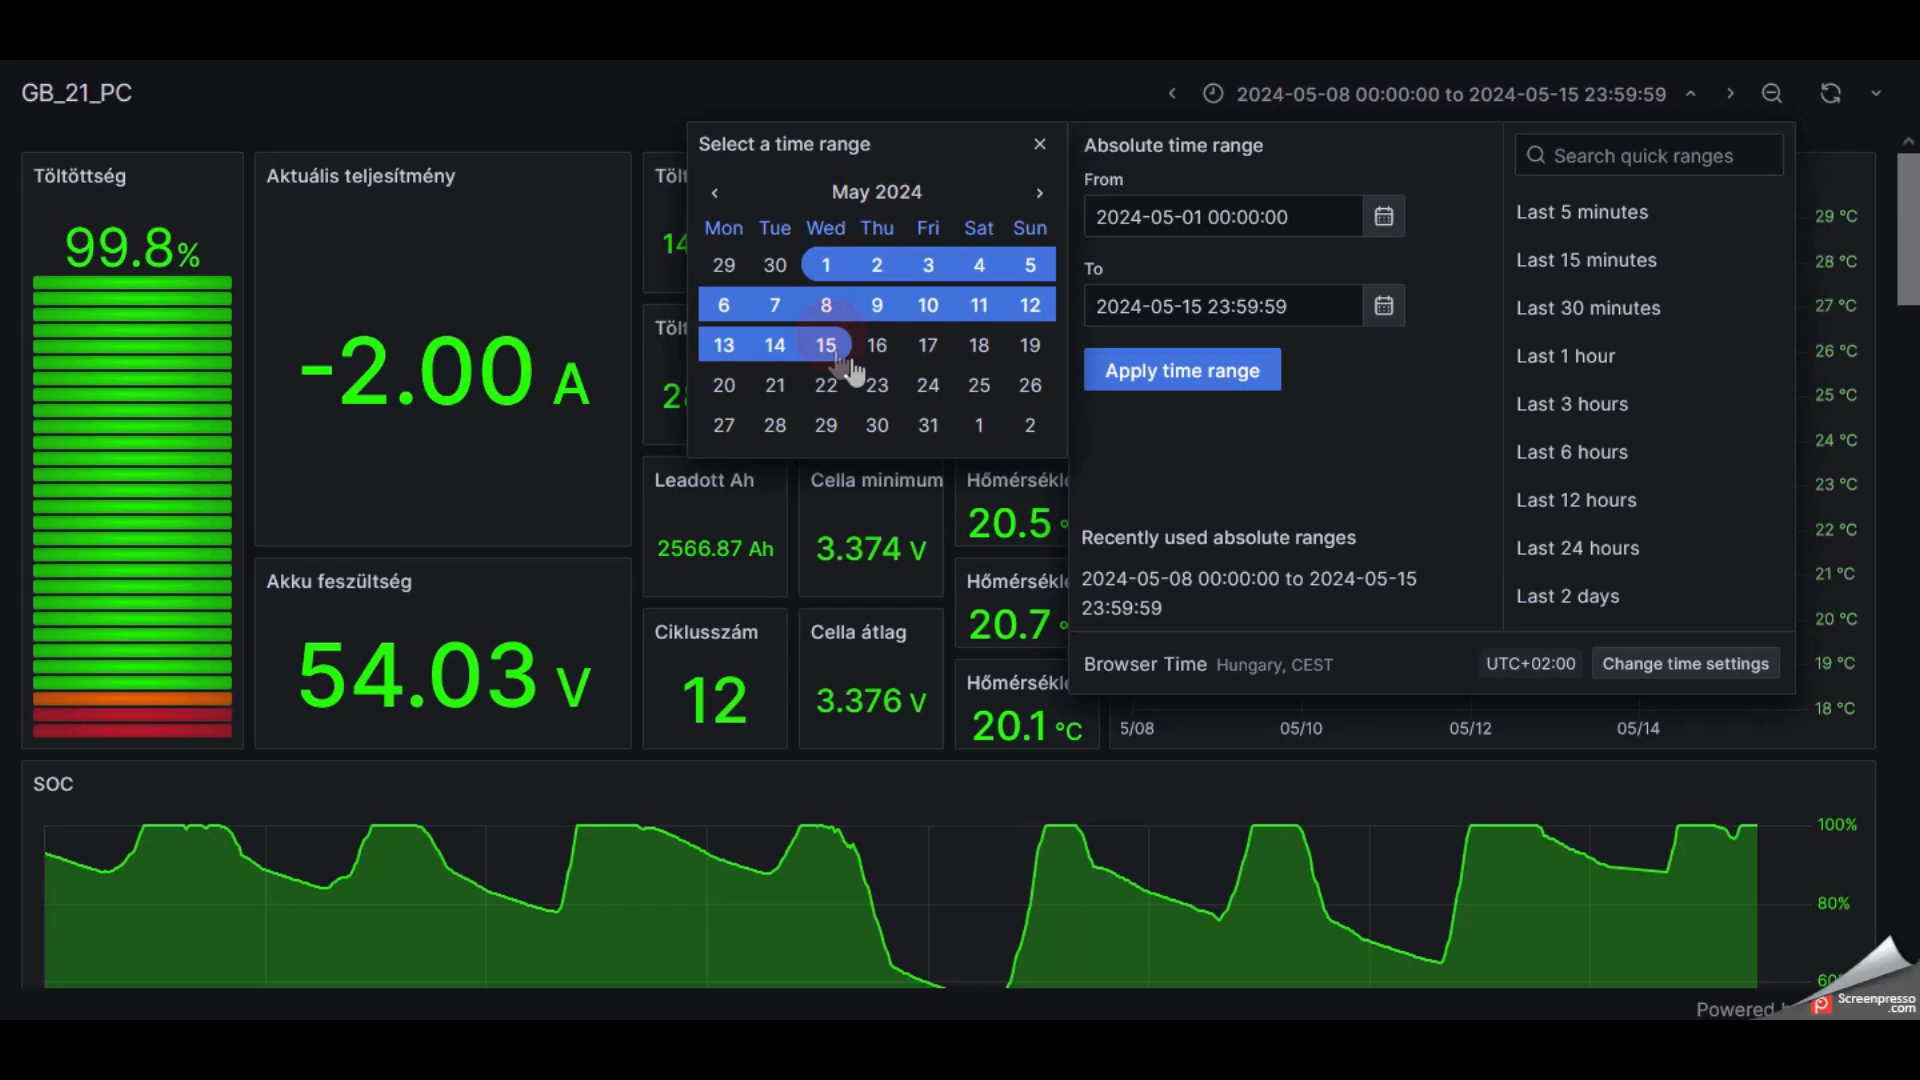 GB_21_PC
2024-05-08 00:00:00 to 2024-05-15 23:59:59
Töltöttség
99.8%
Aktuális teljesítmény
-2.00 A
Akku feszültség
54.03 V
Select a time range
May 2024
Mon Tue Wed Thu Fri Sat Sun
29 30 1 2 3 4 5
6 7 8 9 10 11 12
13 14 15 16 17 18 19
20 21 22 23 24 25 26
27 28 29 30 31 1 2
Absolute time range
From
2024-05-01 00:00:00
To
2024-05-15 23:59:59
Apply time range
Recently used absolute ranges
2024-05-08 00:00:00 to 2024-05-15
23:59:59
Search quick ranges
Last 5 minutes
Last 15 minutes
Last 30 minutes
Last 1 hour
Last 3 hours
Last 6 hours
Last 12 hours
Last 24 hours
Last 2 days
Browser Time Hungary, CEST
UTC+02:00
Change time settings
Leadott Ah
2566.87 Ah
Cella minimum
3.374 V
Ciklusszám
12
Cella átlag
3.376 V
20.5
20.7
20.1 °C
29 °C
28 °C
27 °C
26 °C
25 °C
24 °C
23 °C
22 °C
21 °C
20 °C
19 °C
18 °C
5/08 05/10 05/12 05/14
SOC
100%
80%
Powered
Screenpresso
.com